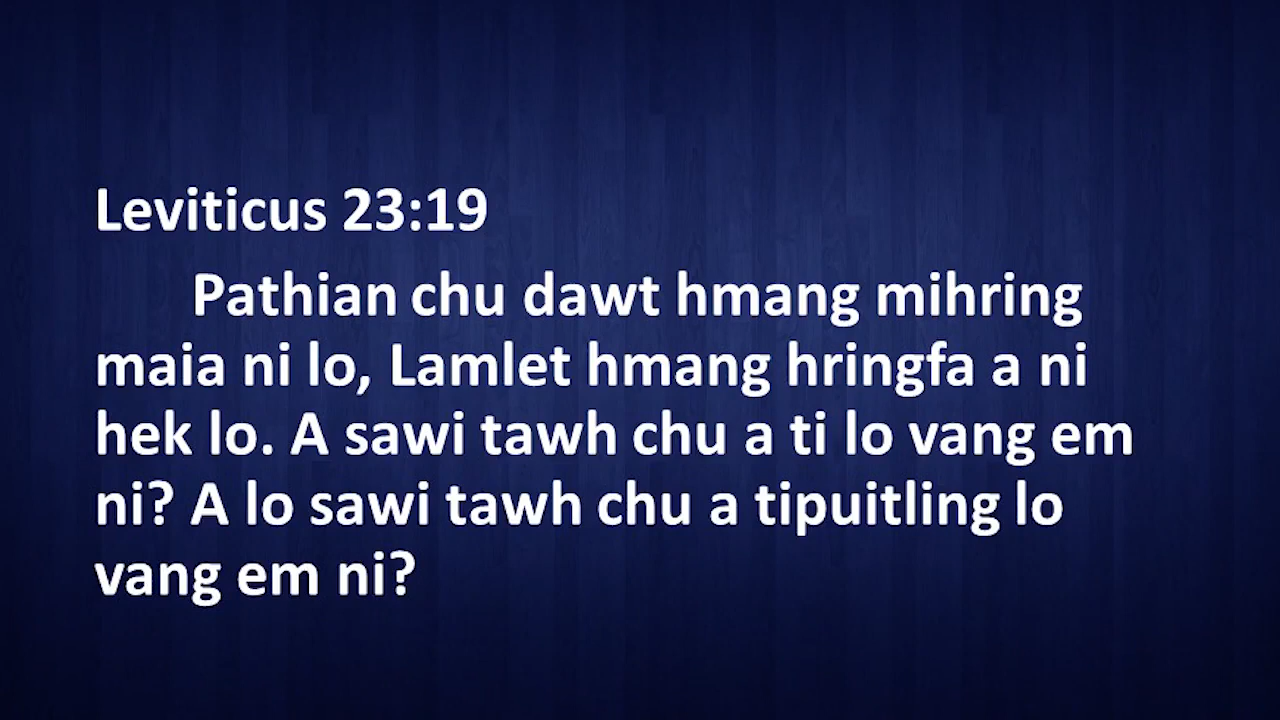 Leviticus 23:19
Pathian chu dawt hmang mihring
maia ni lo, Lamlet hmang hringfa a ni
hek lo. A sawi tawh chu a ti lo vang em
ni? A lo sawi tawh chu a tipuitling lo
vang em ni?